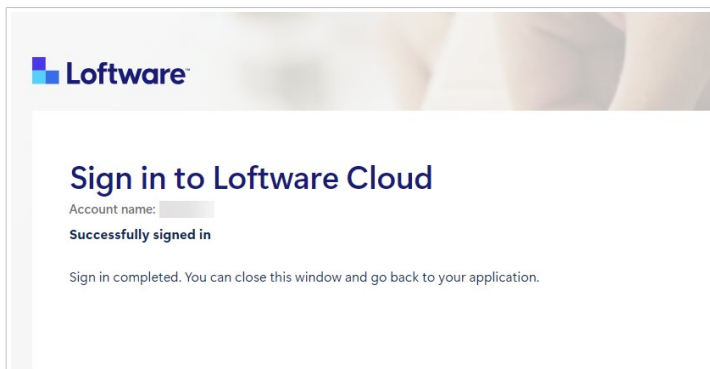 Loftware™
Sign in to Loftware Cloud
Account name:
Successfully signed in
Sign in completed. You can close this window and go back to your application.